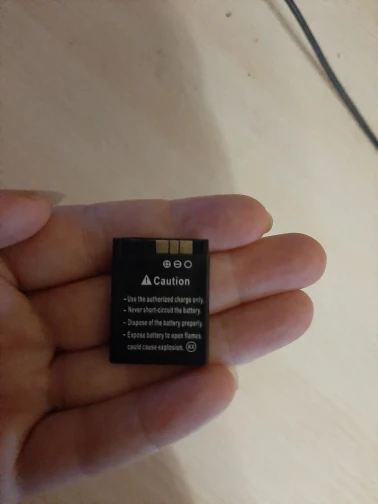 Caution
- Use the authorized charge only.
- Never short-circuit the battery.
- Dispose of the battery properly.
- Expose battery to open flames.
could cause explosion.